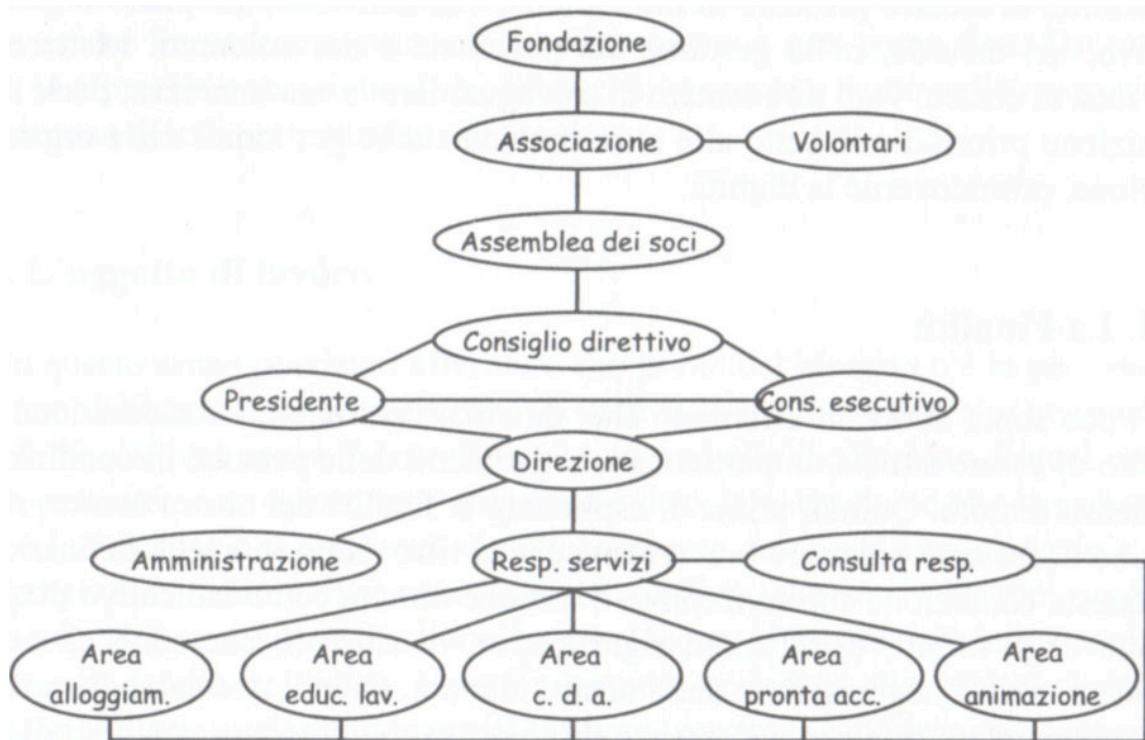 Fondazione
Associazione
Volontari
Assemblea dei soci
Consiglio direttivo
Presidente
Cons. esecutivo
Direzione
Amministrazione
Resp. servizi
Consulta resp.
Area
alloggiam.
Area
educ. lav.
Area
c. d. a.
Area
pronta acc.
Area
animazione